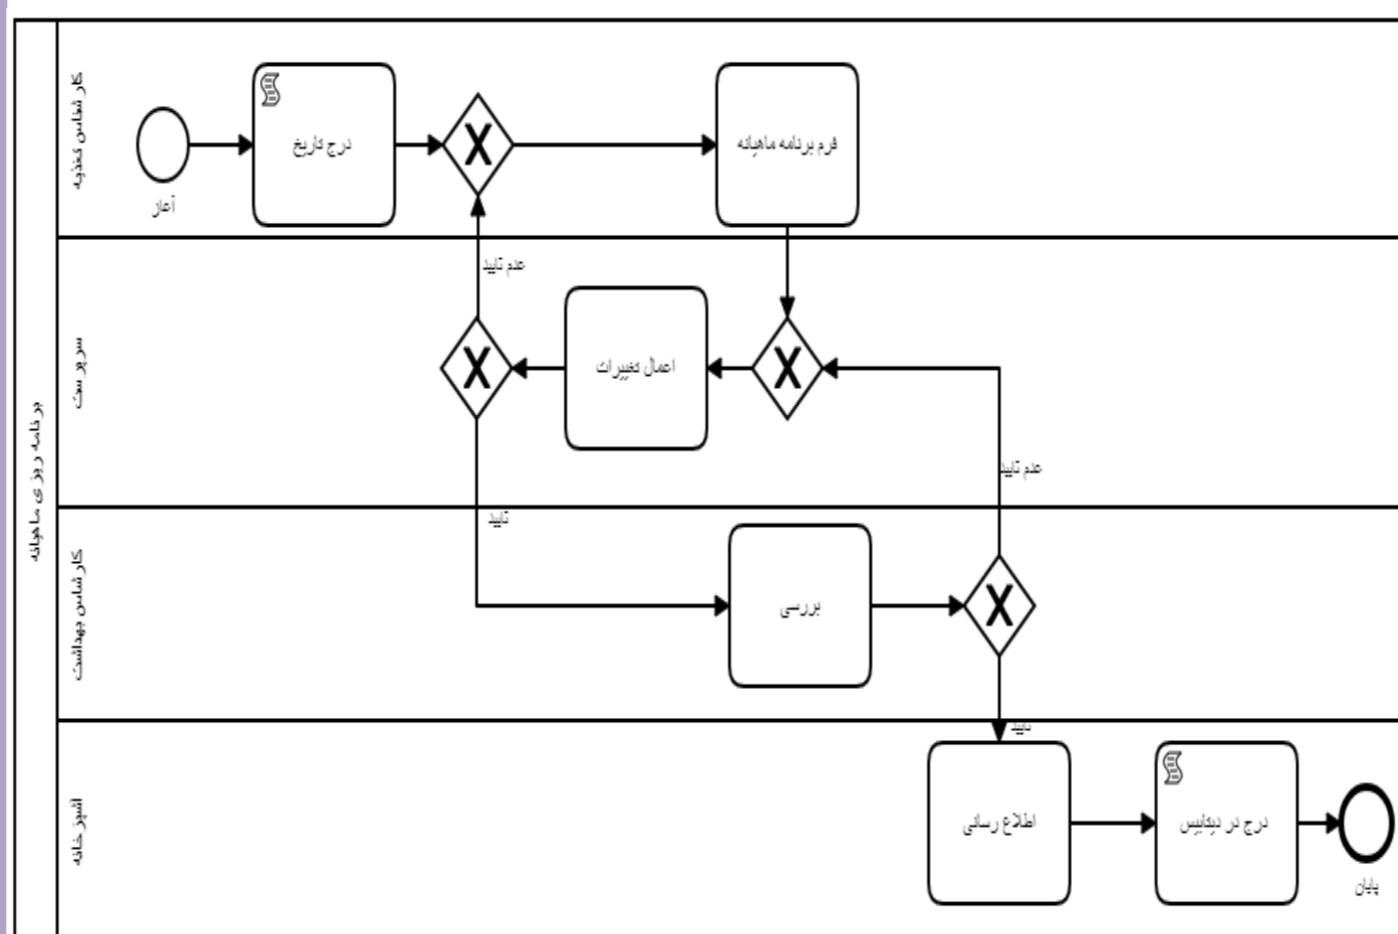 برنامه ریزی ماهیانه
کارشناس تغذیه
آغاز
درج تاریخ
X
فرم برنامه ماهیانه
عدم تایید
سرپرست
X
اعمال تغییرات
X
عدم تایید
تایید
کارشناس بهداشت
بررسی
X
تایید
آشپزخانه
اطلاع رسانی
درج در دیتابیس
پایان